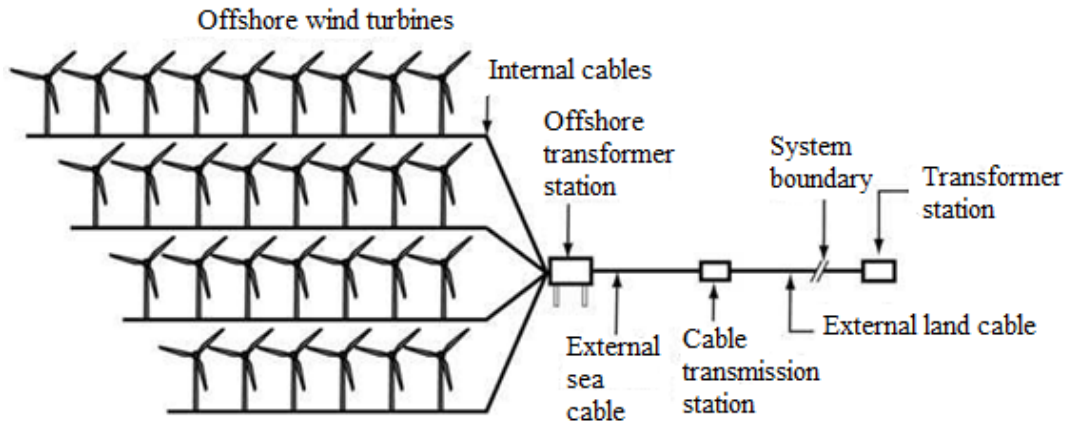 Offshore wind turbines
Internal cables
Offshore
transformer
station
System
boundary
Transformer
station
External
sea
cable
Cable
transmission
station
External land cable